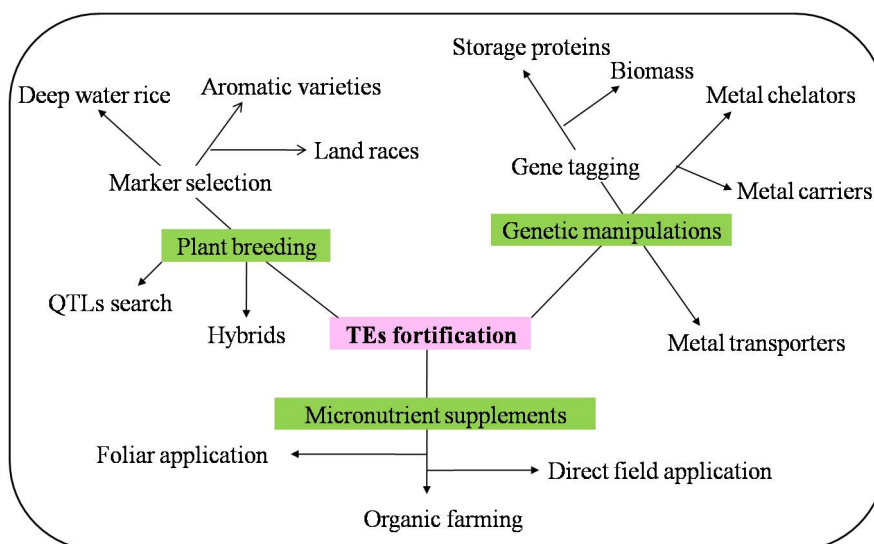 Storage proteins
Biomass
Deep water rice
Aromatic varieties
Metal chelators
Land races
Gene tagging
Marker selection
Metal carriers
Plant breeding
Genetic manipulations
QTLs search
Hybrids
TEs fortification
Metal transporters
Micronutrient supplements
Foliar application
Direct field application
Organic farming